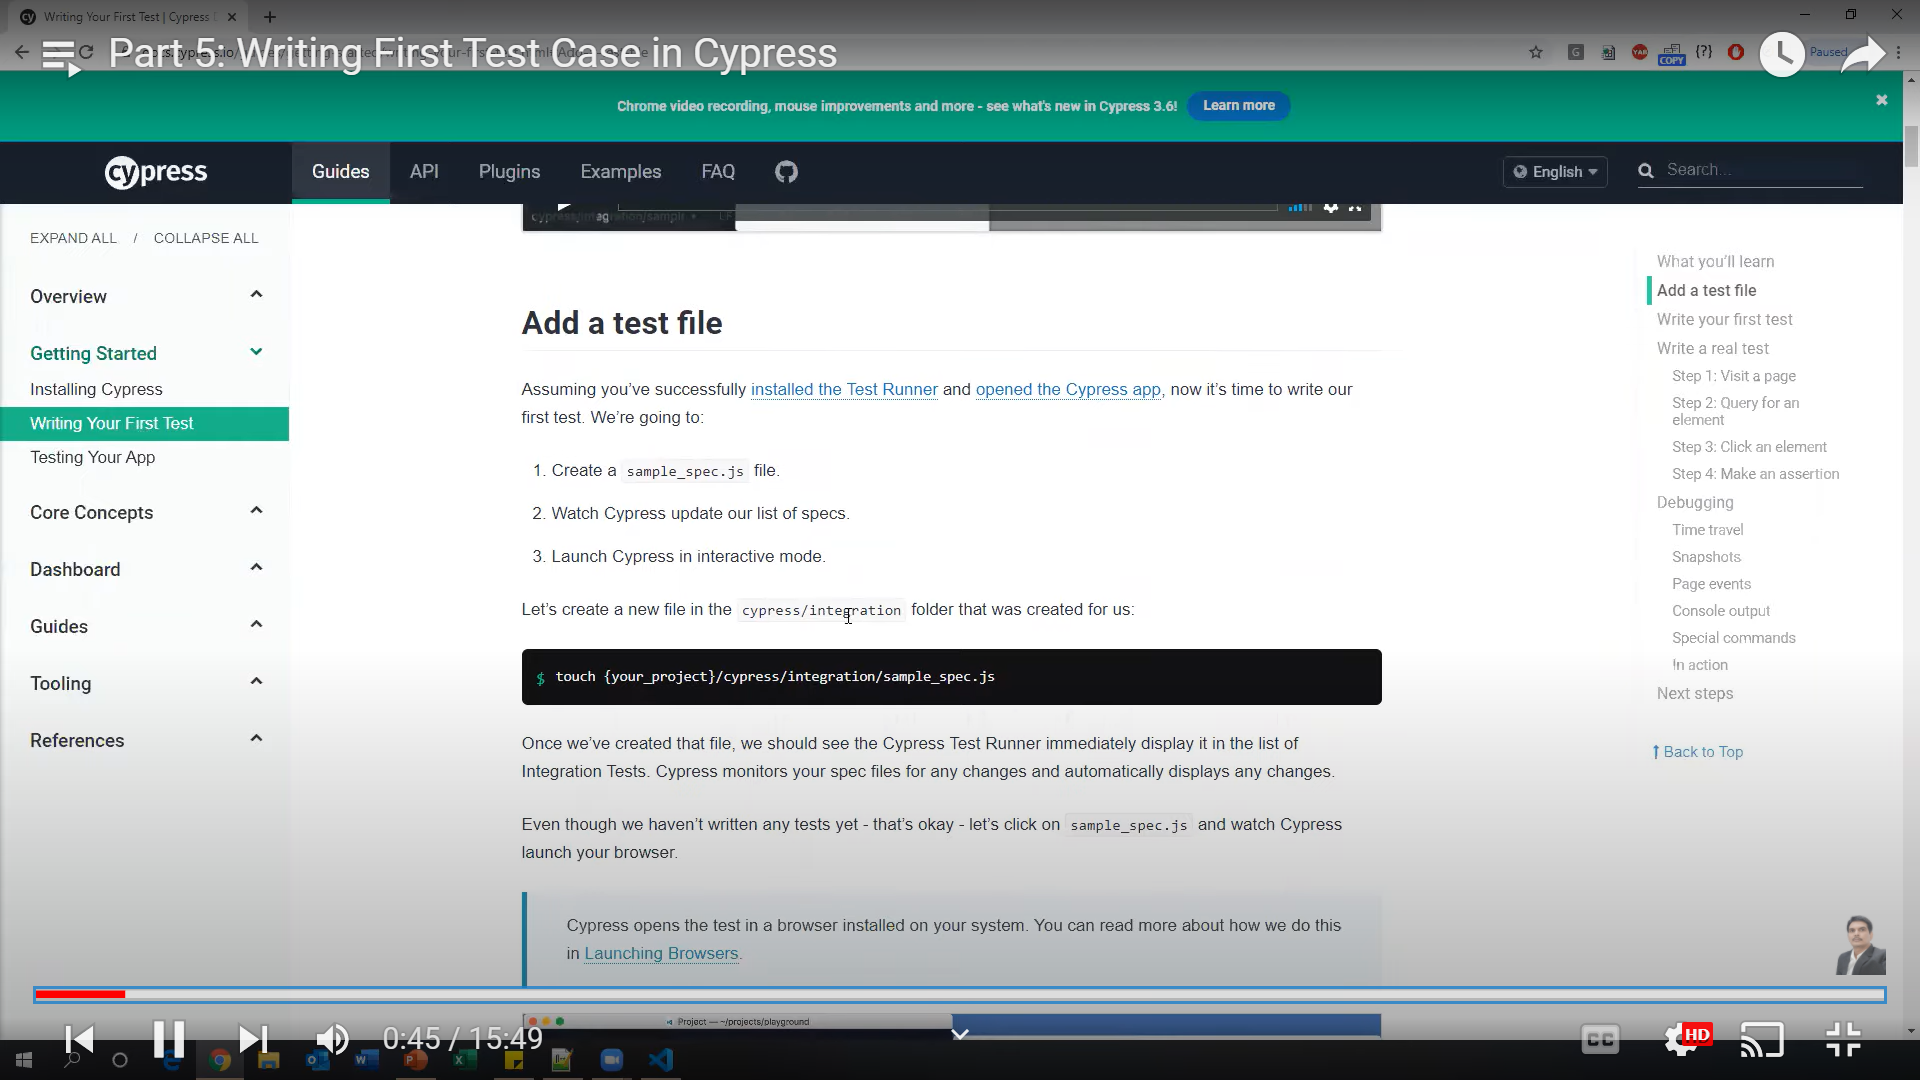 Writing Your First Test | Cypress
Part 5: Writing First Test Case in Cypress
Paused
COPY
Chrome video recording, mouse improvements and more - see what's new in Cypress 3.6! Learn more
cypress
Guides
API
Plugins
Examples
FAQ
English
Search...
EXPAND ALL / COLLAPSE ALL
Overview
Getting Started
Installing Cypress
Writing Your First Test
Testing Your App
Core Concepts
Dashboard
Guides
Tooling
References
Add a test file
Assuming you’ve successfully installed the Test Runner and opened the Cypress app, now it’s time to write our
first test. We’re going to:
1. Create a sample_spec.js file.
2. Watch Cypress update our list of specs.
3. Launch Cypress in interactive mode.
Let’s create a new file in the cypress/integration folder that was created for us:
$ touch {your_project}/cypress/integration/sample_spec.js
Once we’ve created that file, we should see the Cypress Test Runner immediately display it in the list of
Integration Tests. Cypress monitors your spec files for any changes and automatically displays any changes.
Even though we haven’t written any tests yet - that’s okay - let’s click on sample_spec.js and watch Cypress
launch your browser.
Cypress opens the test in a browser installed on your system. You can read more about how we do this
in Launching Browsers.
Project — ~/projects/playground
What you’ll learn
Add a test file
Write your first test
Write a real test
Step 1: Visit a page
Step 2: Query for an
element
Step 3: Click an element
Step 4: Make an assertion
Debugging
Time travel
Snapshots
Page events
Console output
Special commands
In action
Next steps
Back to Top
0:45 / 15:49
CC
HD